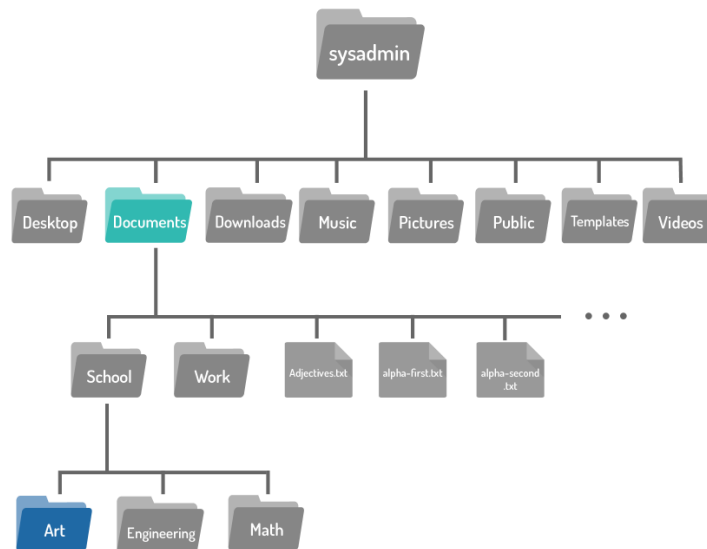 sysadmin
Desktop
Documents
Downloads
Music
Pictures
Public
Templates
Videos
School
Work
Adjectives.txt
alpha-first.txt
alpha-second
.txt
Art
Engineering
Math